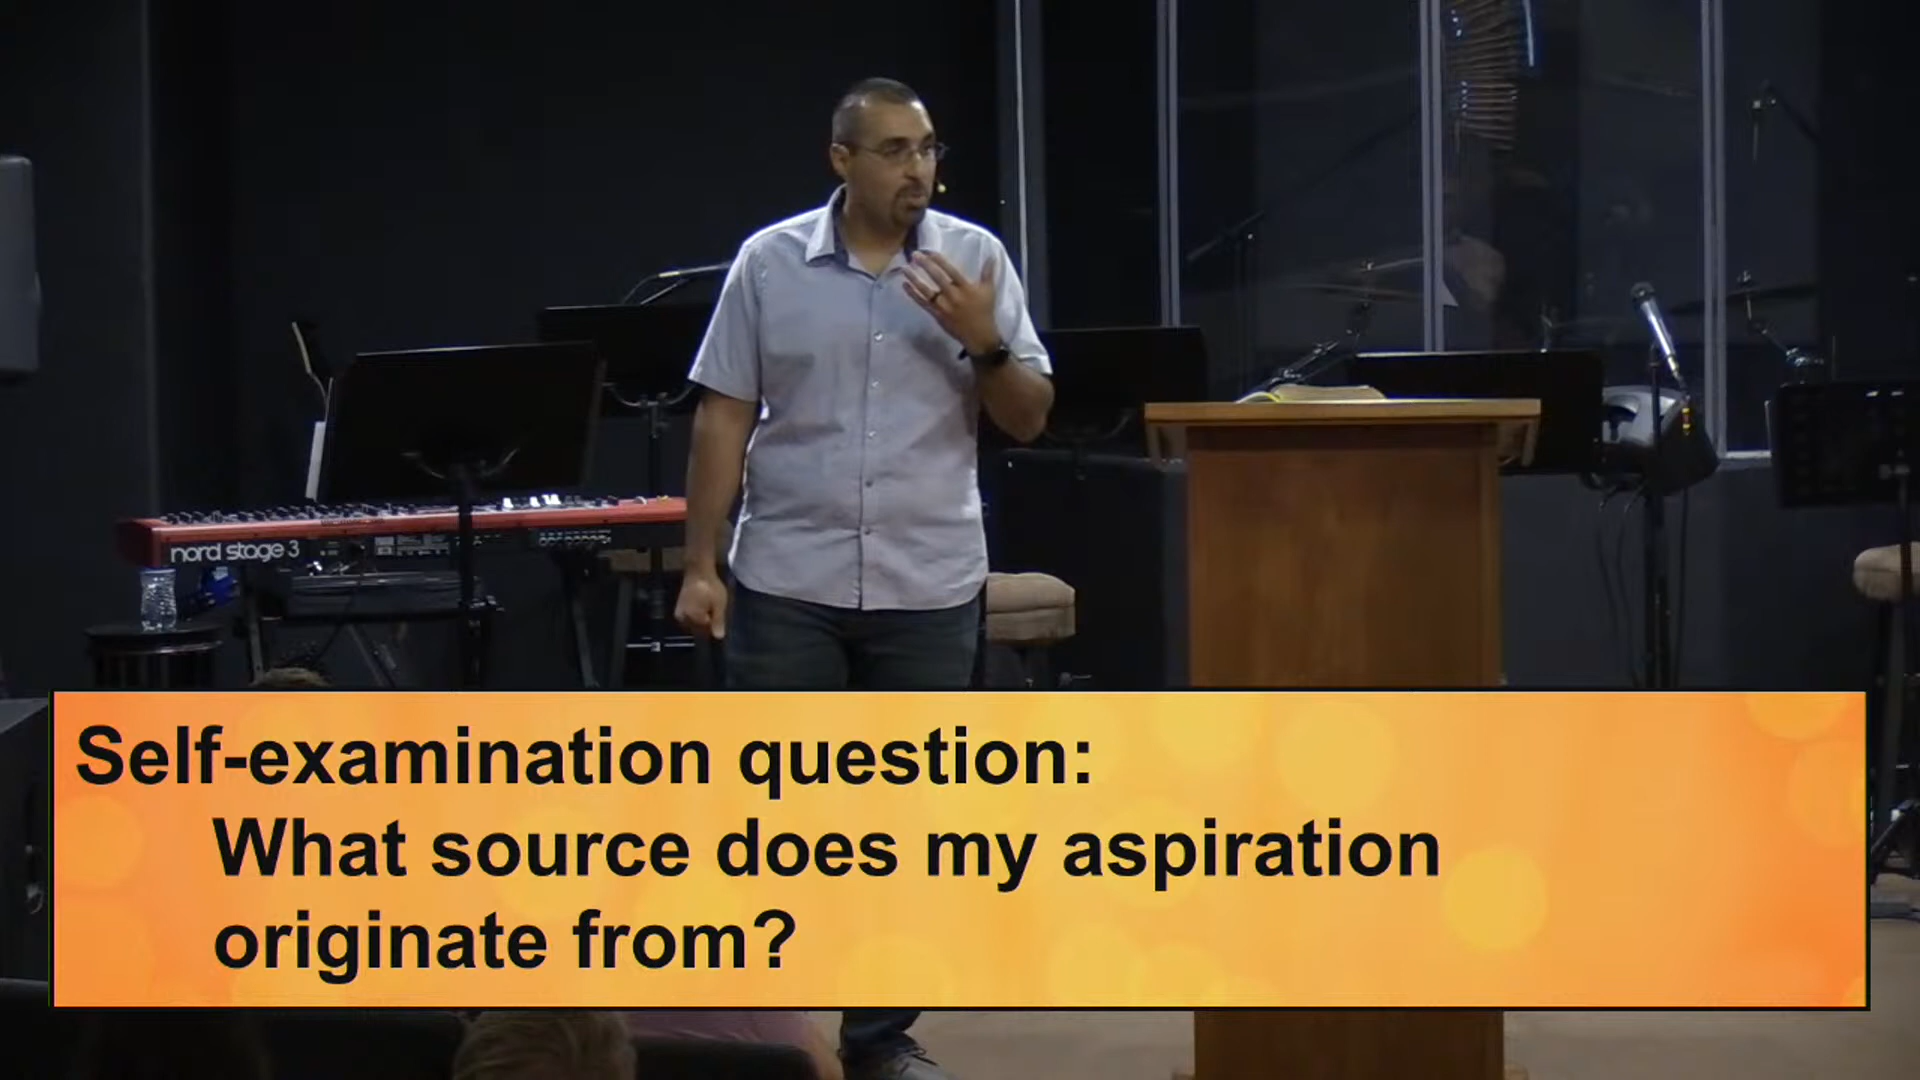 nord stage 3
Self-examination question:
What source does my aspiration
originate from?